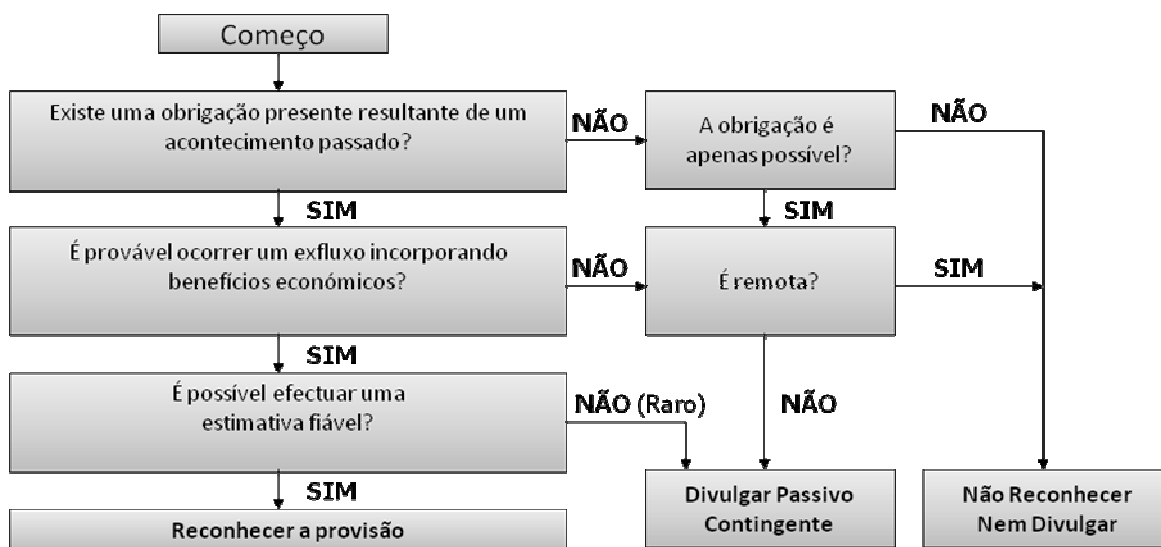 Começo
Existe uma obrigação presente resultante de um
acontecimento passado?
NÃO
A obrigação é
apenas possível?
NÃO
SIM
SIM
É provável ocorrer um exfluxo incorporando
benefícios económicos?
NÃO
É remota?
SIM
SIM
É possível efectuar uma
estimativa fiável?
NÃO (Raro)
NÃO
SIM
Reconhecer a provisão
Divulgar Passivo
Contingente
Não Reconhecer
Nem Divulgar